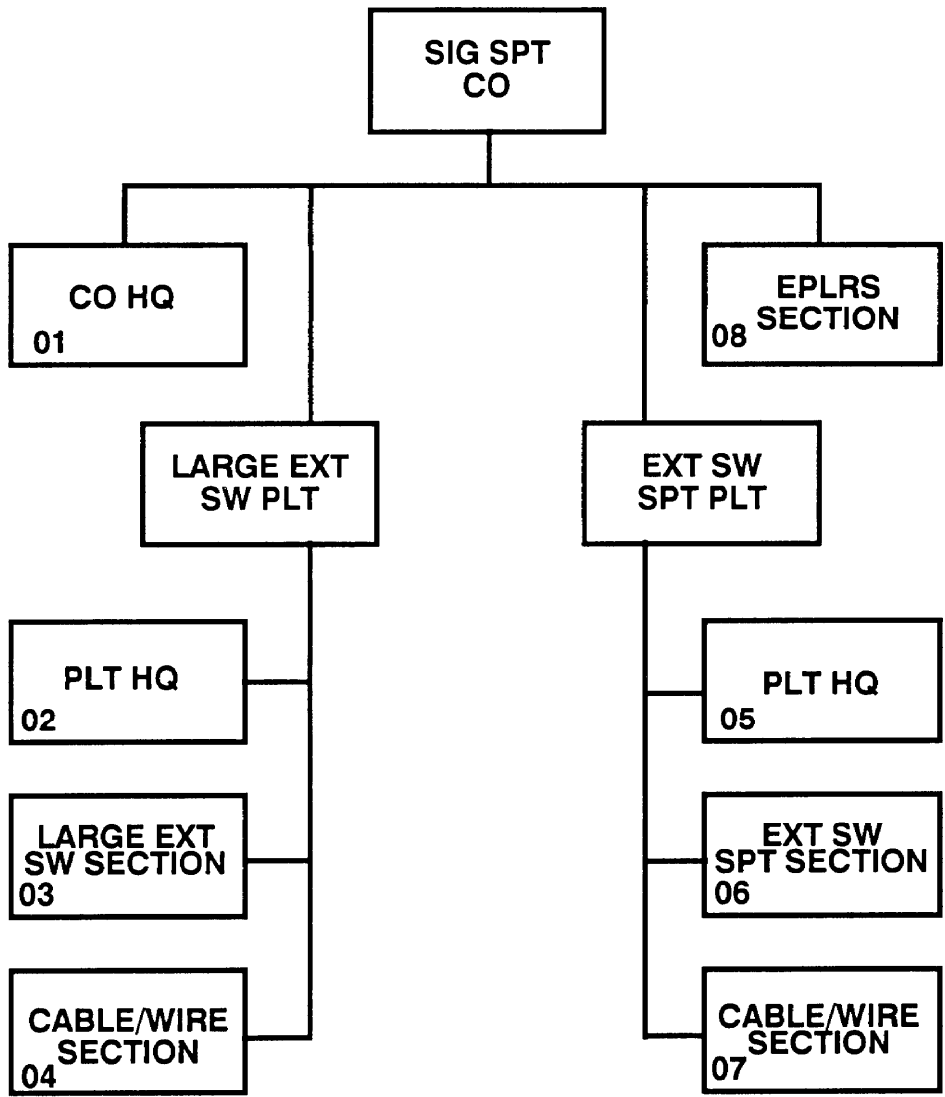 SIG SPT
CO
CO HQ
01
EPLRS
SECTION
08
LARGE EXT
SW PLT
EXT SW
SPT PLT
PLT HQ
02
PLT HQ
05
LARGE EXT
SW SECTION
03
EXT SW
SPT SECTION
06
CABLE/WIRE
SECTION
04
CABLE/WIRE
SECTION
07